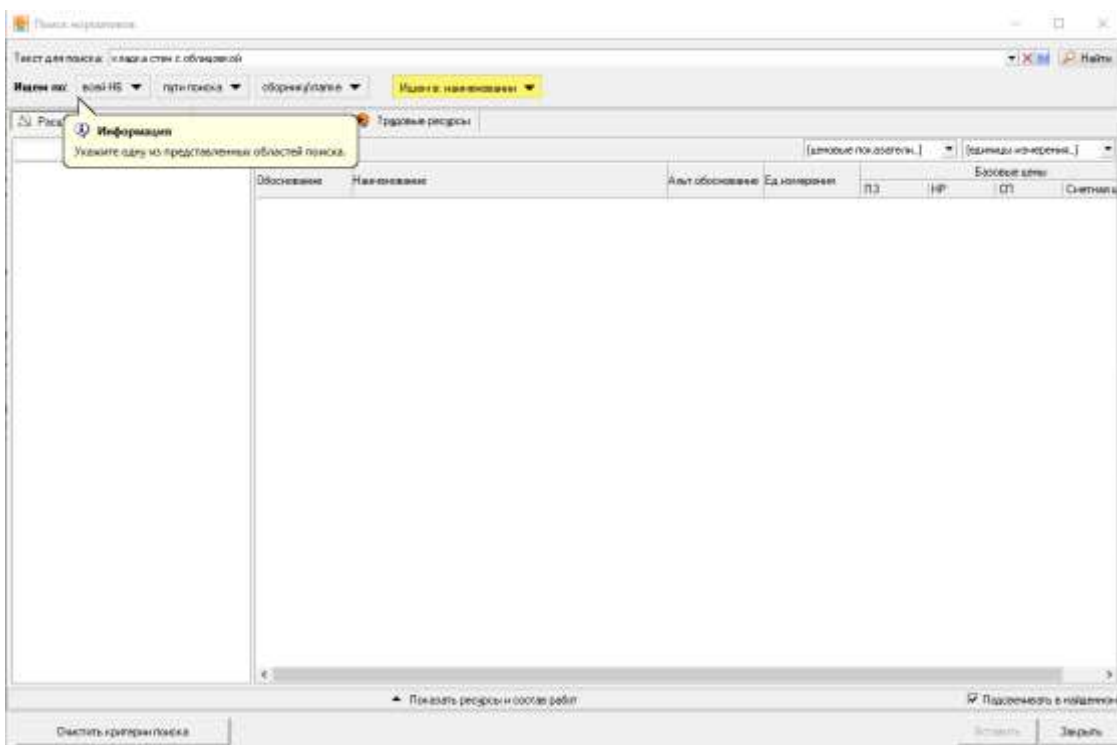 Поиск нормативов
Текст для поиска: кладка стен с облицовкой Найти
Ищем по: всей НБ пути поиска сборнику/папке Ищем в: наименовании
Трудовые ресурсы
Информация
Укажите одну из представленных областей поиска.
[ценовые показатели..] [единицы измерения..]
Обоснование Наименование Альт.обоснование Ед.измерения Базовые цены
ПЗ НР СП Сметная
Показать ресурсы и состав работ Подсвечивать в найденном
Очистить критерии поиска Вставить Закрыть